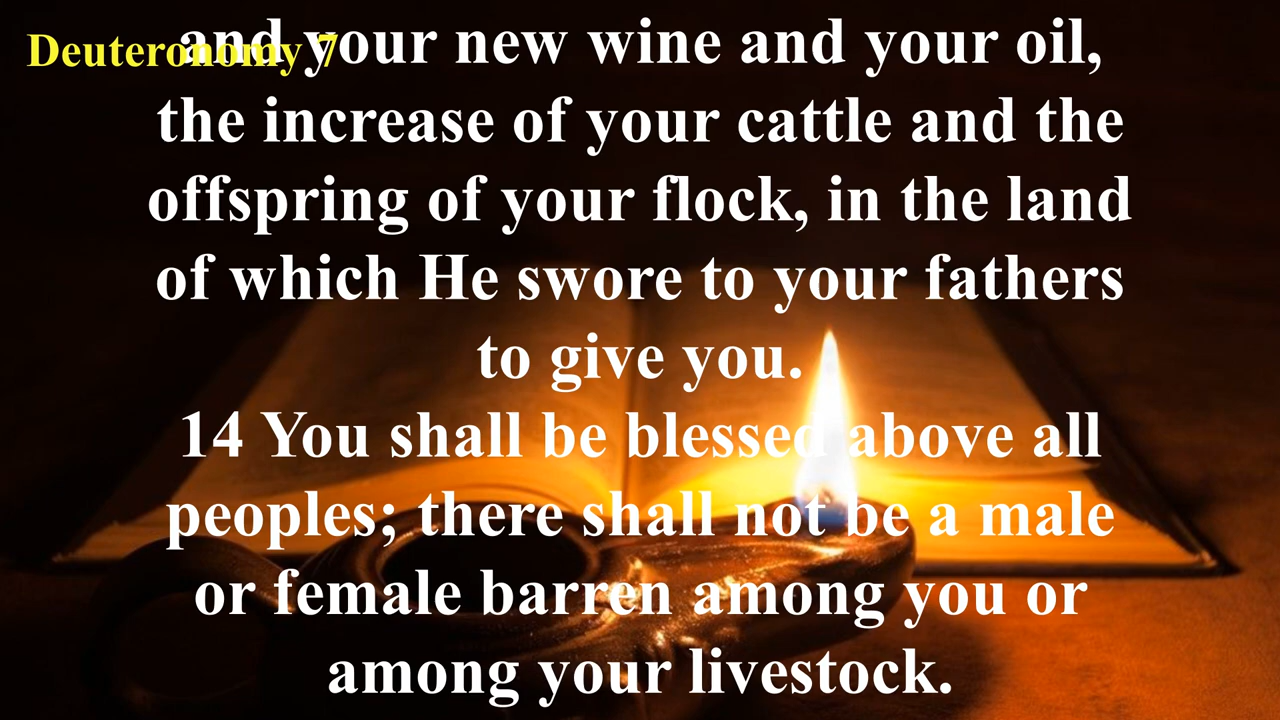 Deuteronomy 7
and your new wine and your oil,
the increase of your cattle and the
offspring of your flock, in the land
of which He swore to your fathers
to give you.
14 You shall be blessed above all
peoples; there shall not be a male
or female barren among you or
among your livestock.